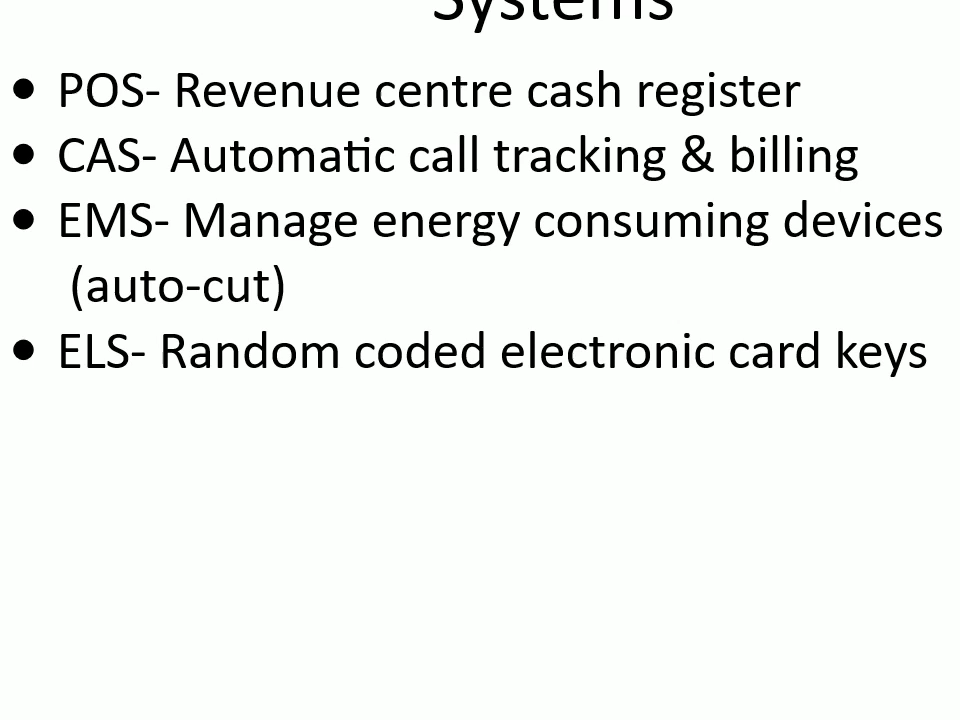 Systems
• POS- Revenue centre cash register
• CAS- Automatic call tracking & billing
• EMS- Manage energy consuming devices
(auto-cut)
• ELS- Random coded electronic card keys